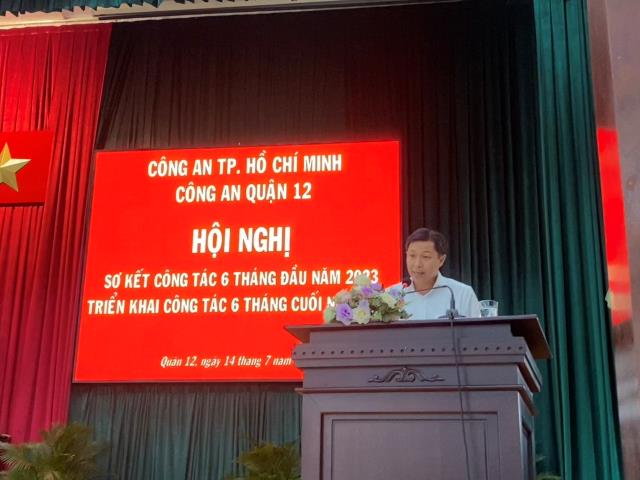 CÔNG AN TP. HỒ CHÍ MINH
CÔNG AN QUẬN 12
HỘI NGHỊ
SƠ KẾT CÔNG TÁC 6 THÁNG ĐẦU NĂM 2023
TRIỂN KHAI CÔNG TÁC 6 THÁNG CUỐI
Quận 12, ngày 14 tháng 7 năm